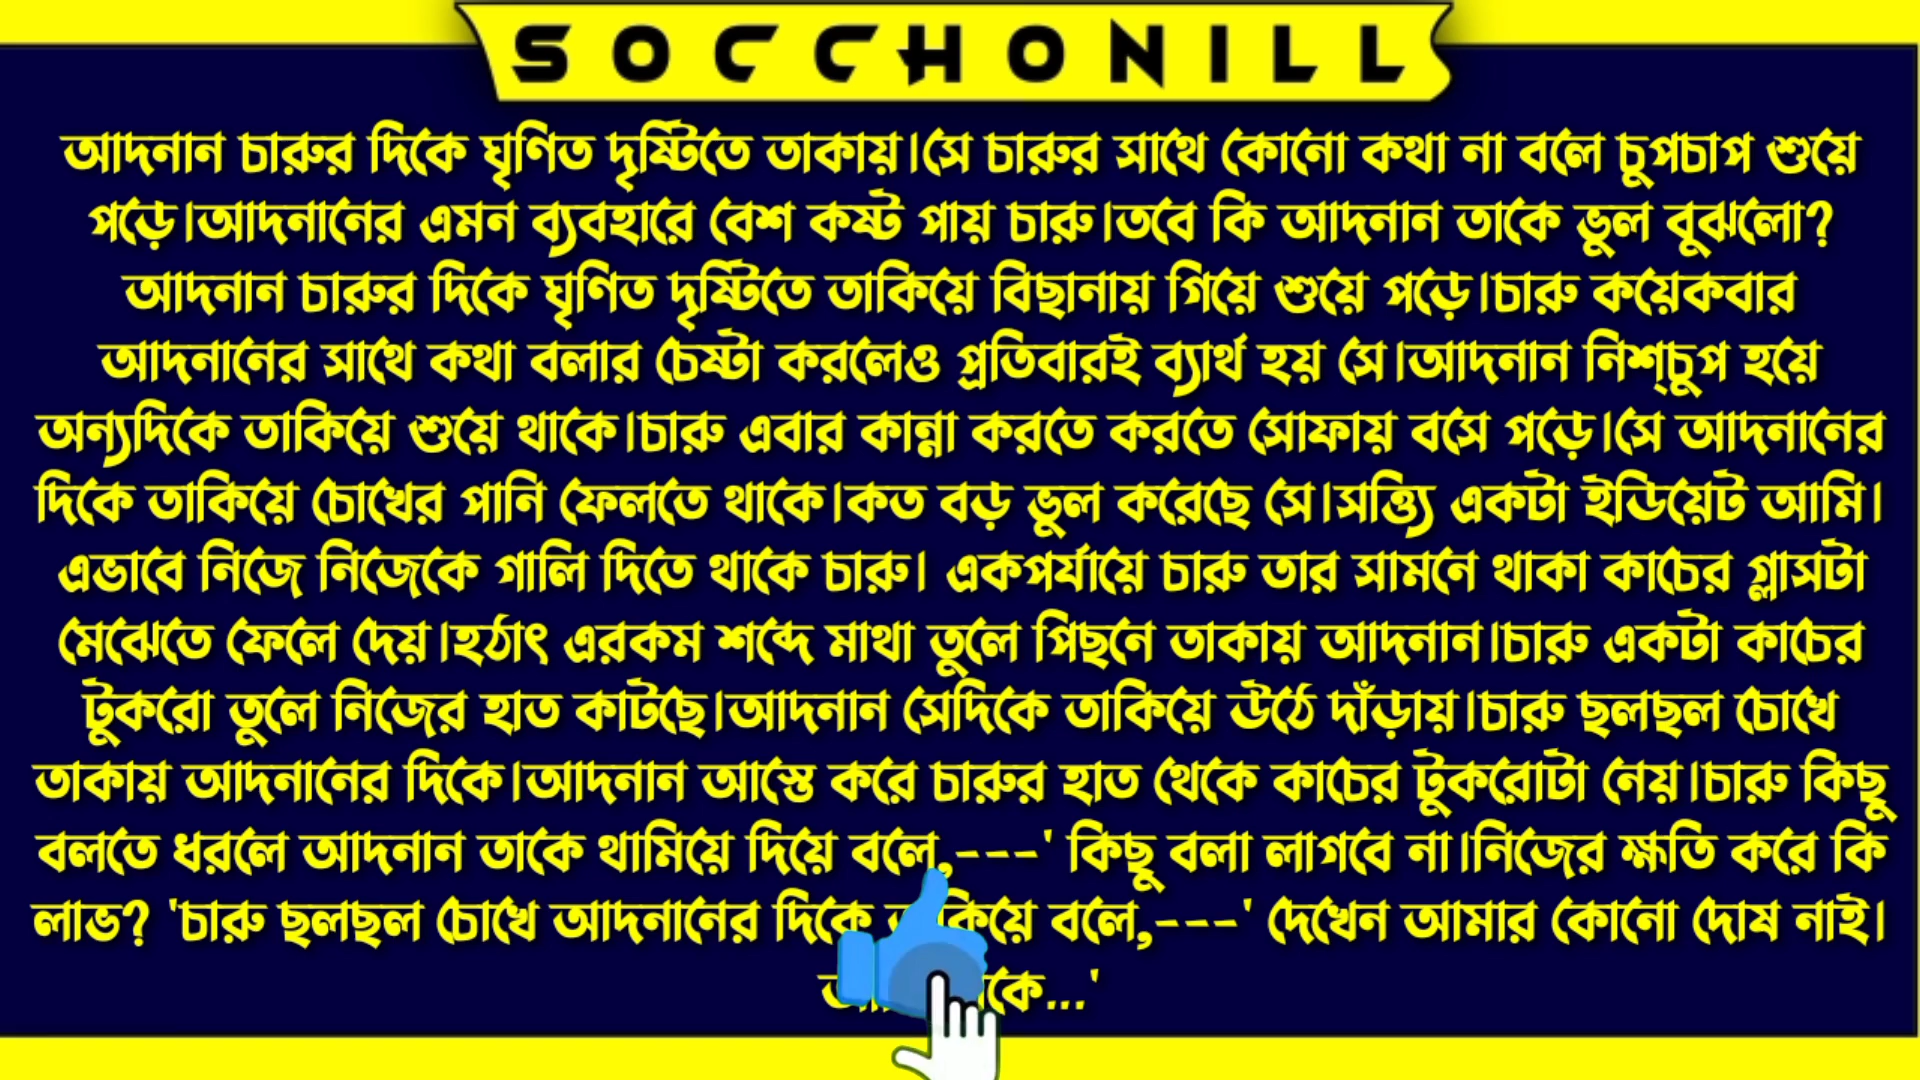 SOCCHONILL
আদনান চারুর দিকে ঘৃণিত দৃষ্টিতে তাকায়।সে চারুর সাথে কোনো কথা না বলে চুপচাপ শুয়ে
পড়ে।আদনানের এমন ব্যবহারে বেশ কষ্ট পায় চারু।তবে কি আদনান তাকে ভুল বুঝলো?
আদনান চারুর দিকে ঘৃণিত দৃষ্টিতে তাকিয়ে বিছানায় গিয়ে শুয়ে পড়ে।চারু কয়েকবার
আদনানের সাথে কথা বলার চেষ্টা করলেও প্রতিবারই ব্যার্থ হয় সে।আদনান নিশ্চুপ হয়ে
অন্যদিকে তাকিয়ে শুয়ে থাকে।চারু এবার কান্না করতে করতে সোফায় বসে পড়ে।সে আদনানের
দিকে তাকিয়ে চোখের পানি ফেলতে থাকে।কত বড় ভুল করেছে সে।সত্ত্যি একটা ইডিয়েট আমি।
এভাবে নিজে নিজেকে গালি দিতে থাকে চারু। একপর্যায়ে চারু তার সামনে থাকা কাচের গ্লাসটা
মেঝেতে ফেলে দেয়।হঠাৎ এরকম শব্দে মাথা তুলে পিছনে তাকায় আদনান।চারু একটা কাচের
টুকরো তুলে নিজের হাত কাটছে।আদনান সেদিকে তাকিয়ে উঠে দাঁড়ায়।চারু ছলছল চোখে
তাকায় আদনানের দিকে।আদনান আস্তে করে চারুর হাত থেকে কাচের টুকরোটা নেয়।চারু কিছু
বলতে ধরলে আদনান তাকে থামিয়ে দিয়ে বলে,---' কিছু বলা লাগবে না।নিজের ক্ষতি করে কি
লাভ? 'চারু ছলছল চোখে আদনানের দিকে বলে,---' দেখেন আমার কোনো দোষ নাই।